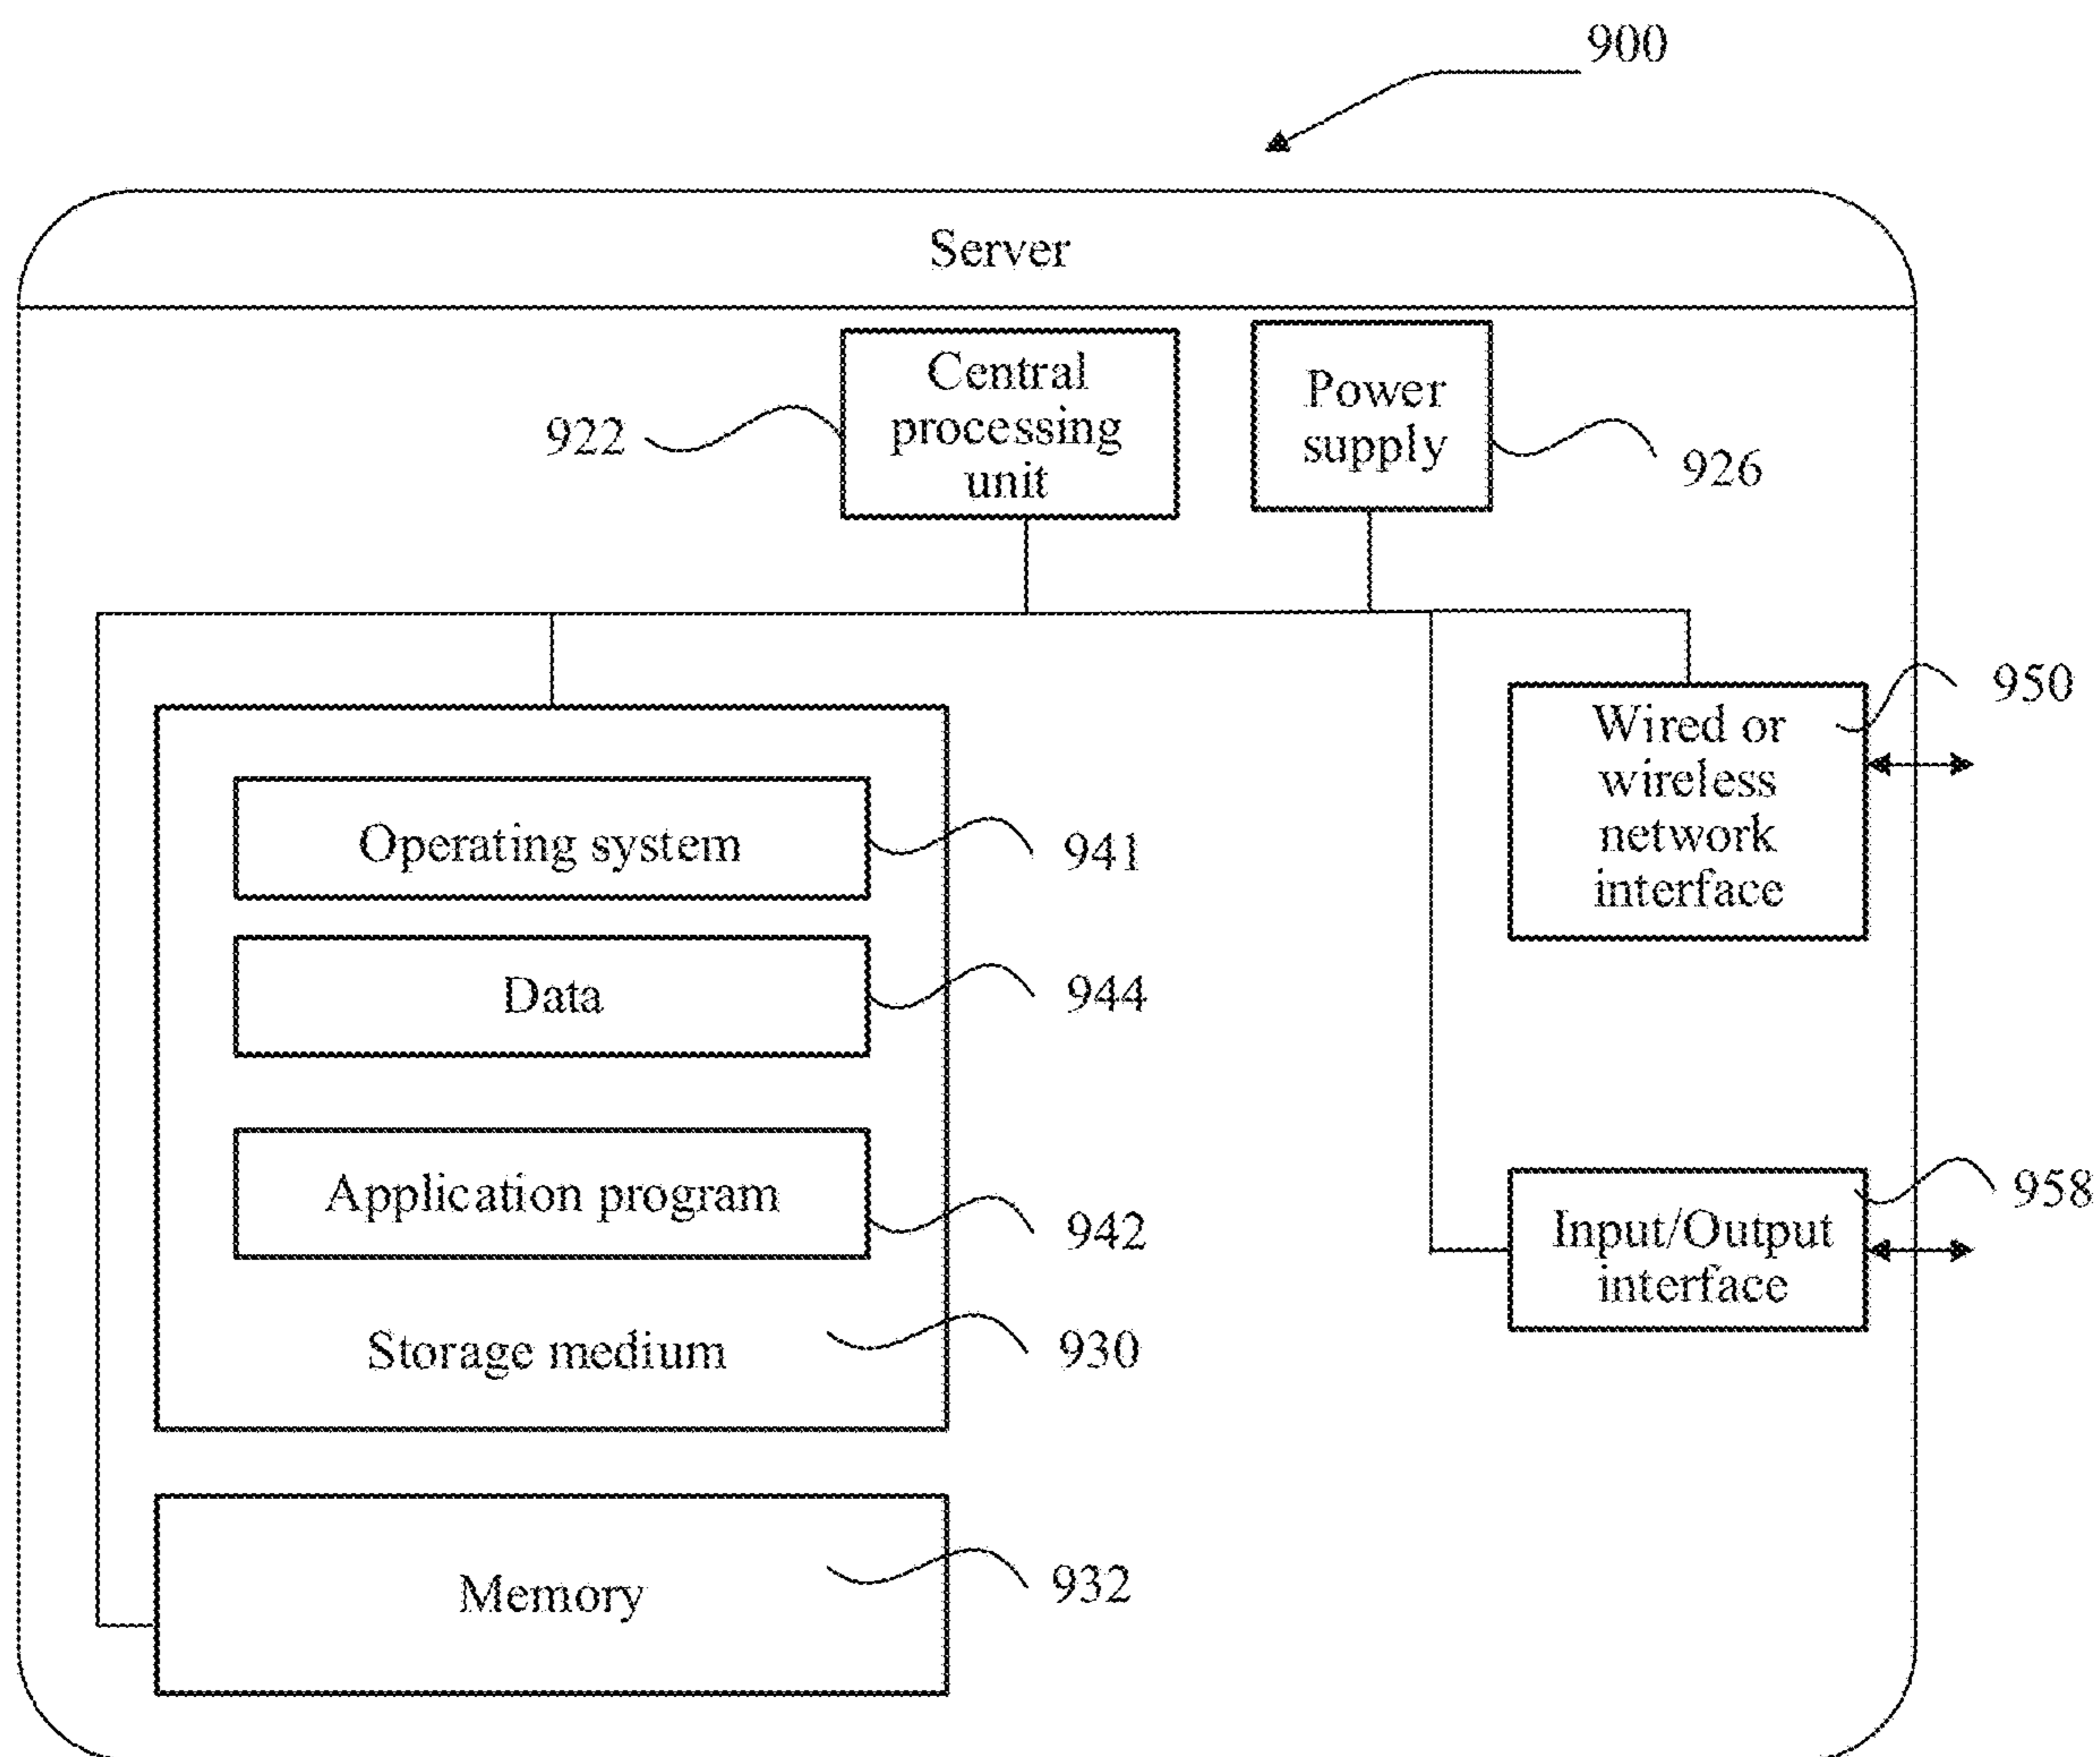 900
Server
Central
processing
unit
922
Power
supply
926
950
Wired or
wireless
network
interface
Operating system
941
Data
944
Application program
942
958
Input/Output
interface
Storage medium
930
Memory
932